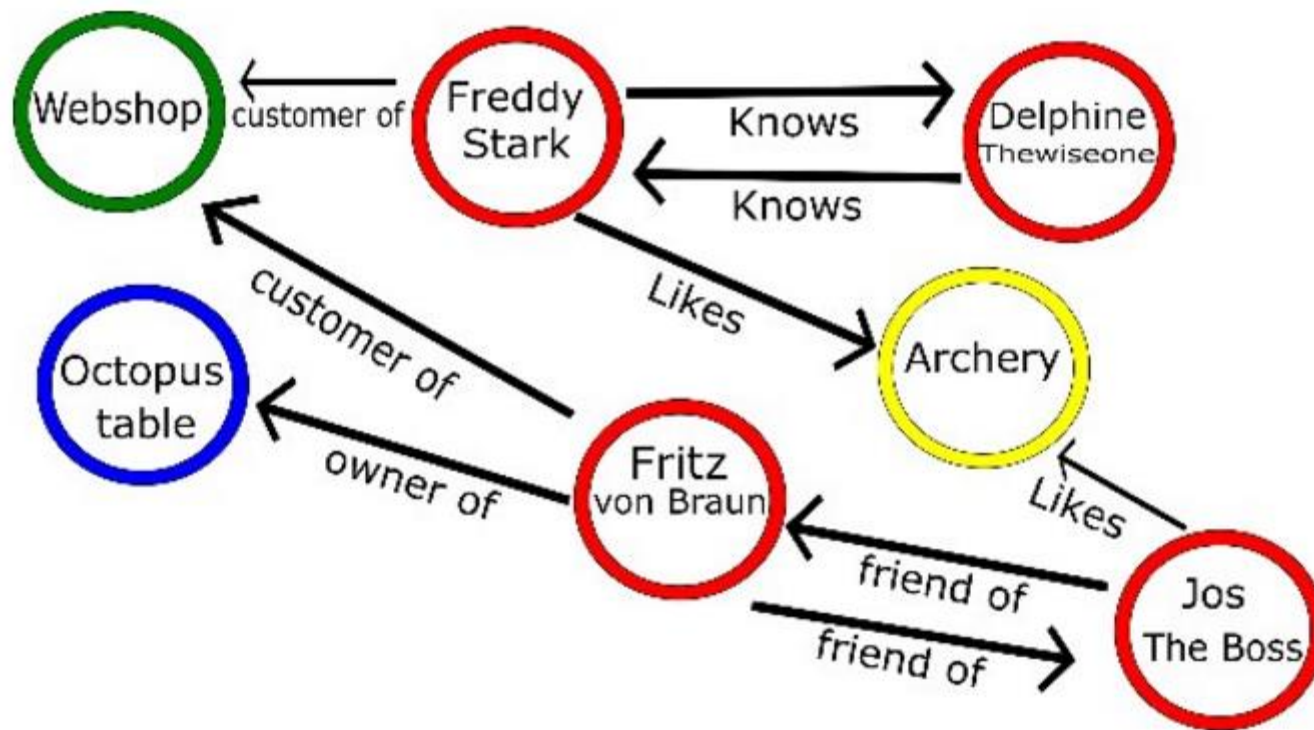 Webshop
customer of
Freddy
Stark
Knows
Delphine
Thewiseone
Knows
customer of
Likes
Octopus
table
Archery
owner of
Fritz
von Braun
Likes
friend of
Jos
The Boss
friend of